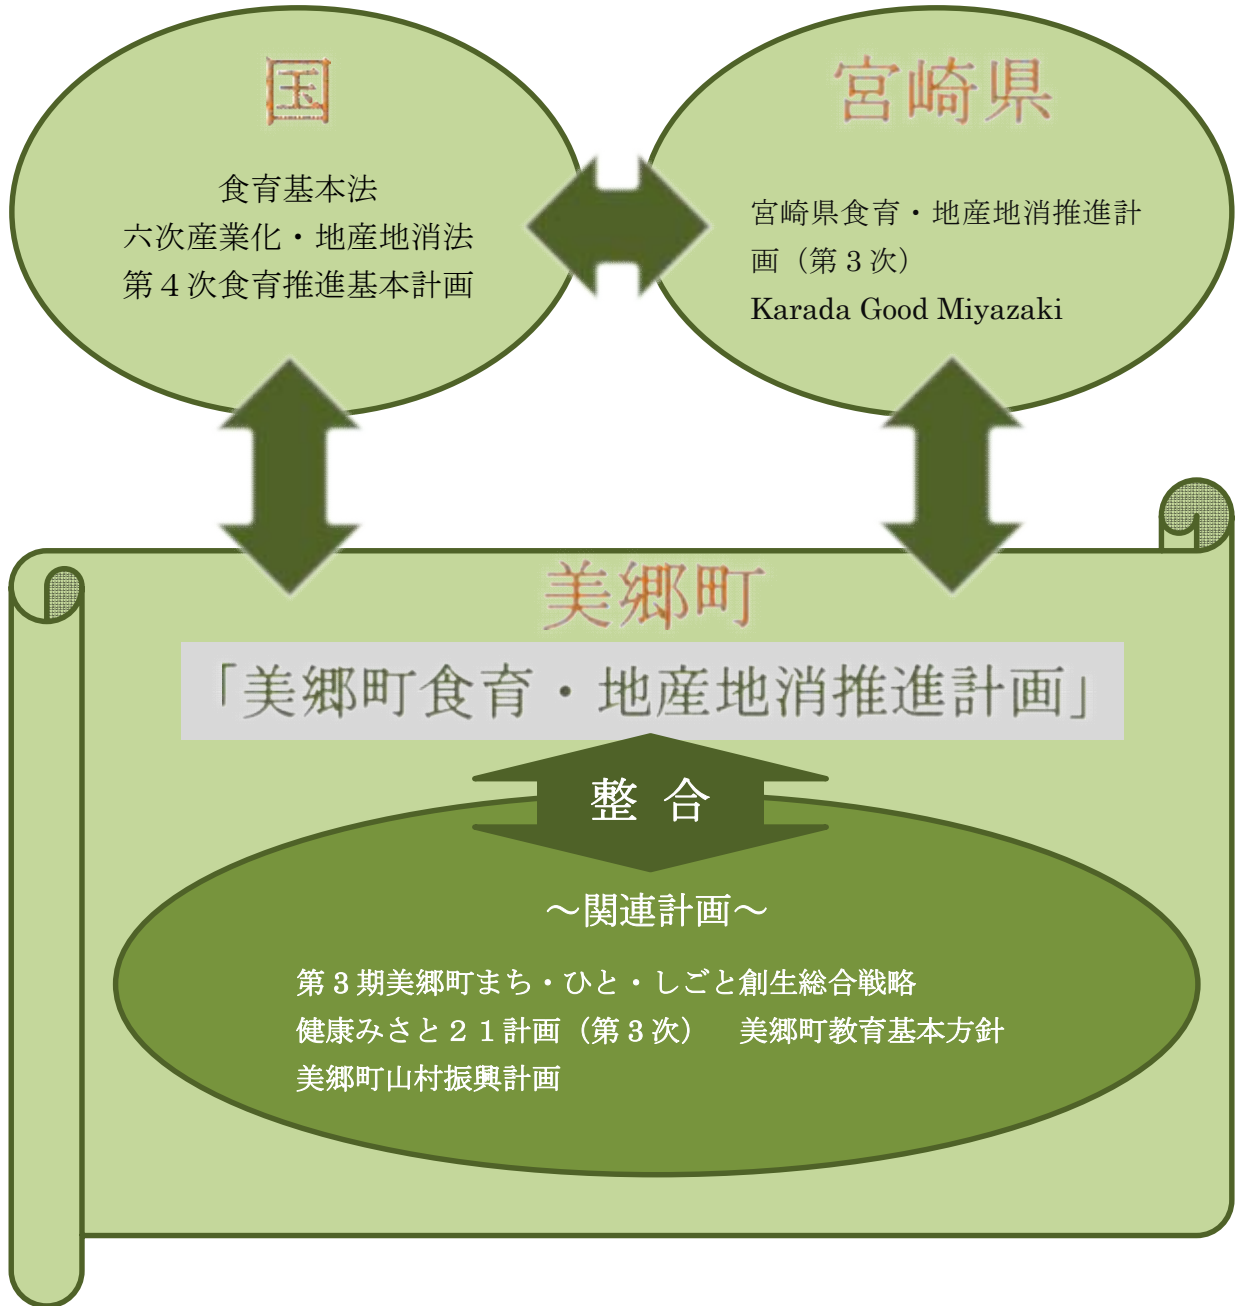 国
食育基本法
六次産業化・地産地消法
第４次食育推進基本計画
宮崎県
宮崎県食育・地産地消推進計
画（第３次）
Karada Good Miyazaki
美郷町
「美郷町食育・地産地消推進計画」
整 合
～関連計画～
第３期美郷町まち・ひと・しごと創生総合戦略
健康みさと２１計画（第３次）　美郷町教育基本方針
美郷町山村振興計画